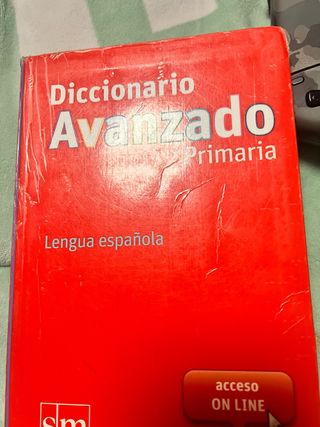 Diccionario
Avanzado
Primaria
Lengua española
acceso
ON LINE
sm